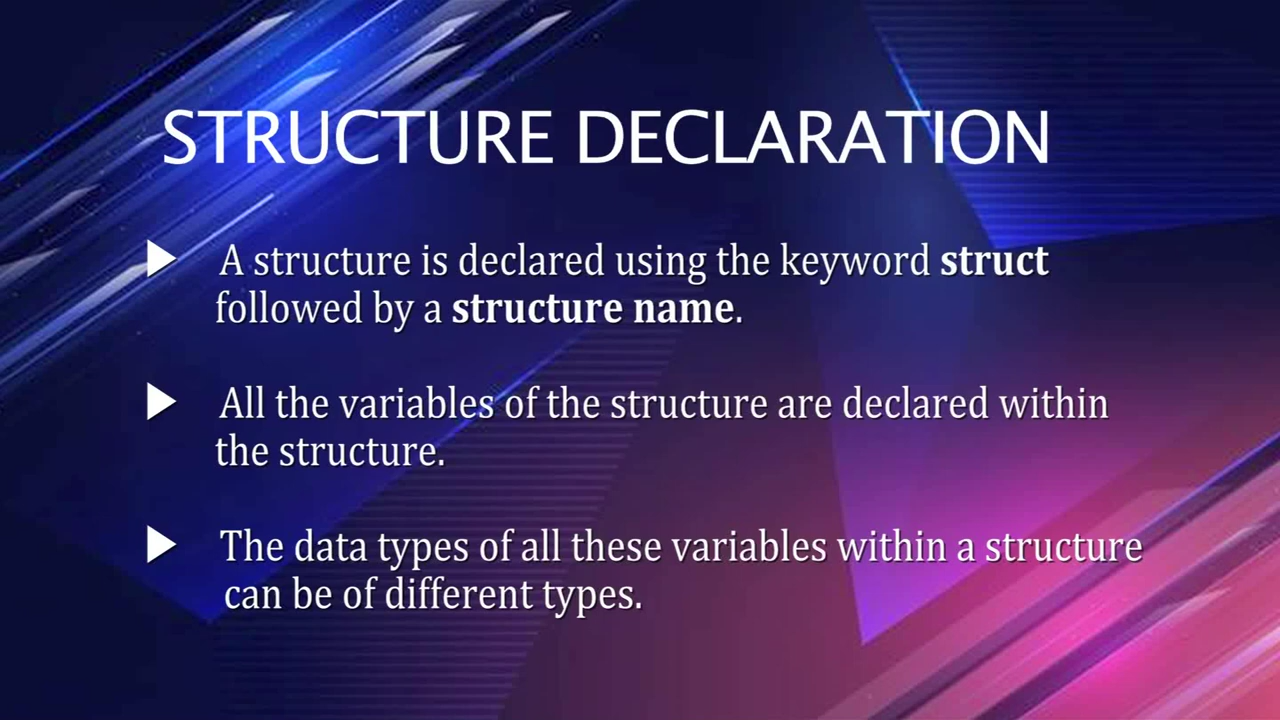 STRUCTURE DECLARATION
A structure is declared using the keyword struct
followed by a structure name.
All the variables of the structure are declared within
the structure.
The data types of all these variables within a structure
can be of different types.